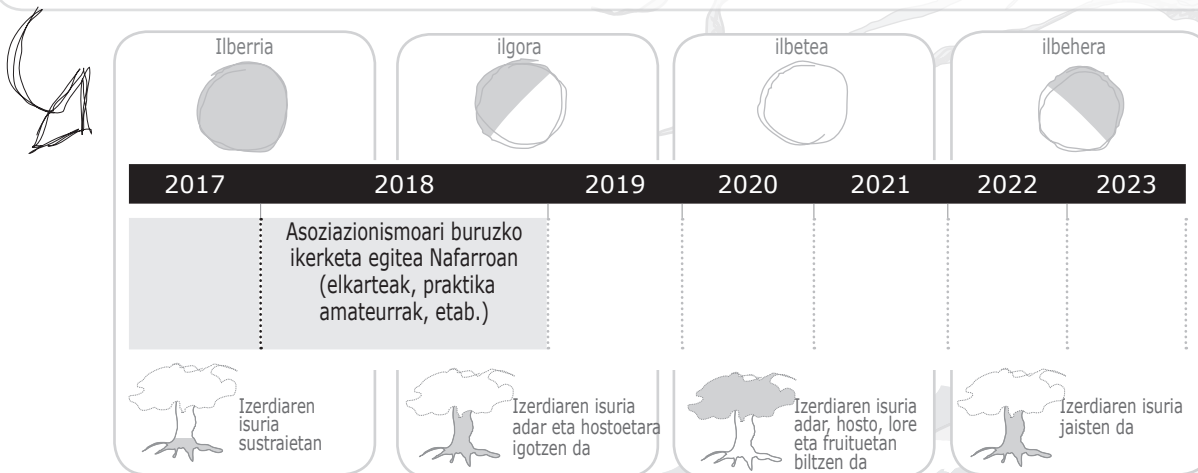 Ilberria
ilgora
ilbetea
ilbehera
2017
2018
2019
2020
2021
2022
2023
Asoziazionismoari buruzko
ikerketa egitea Nafarroan
(elkarteak, praktika
amateurrak, etab.)
Izerdiaren
isuria
sustraietan
Izerdiaren isuria
adar eta hostoetara
igotzen da
Izerdiaren isuria
adar, hosto, lore
eta fruituetan
biltzen da
Izerdiaren isuria
jaisten da